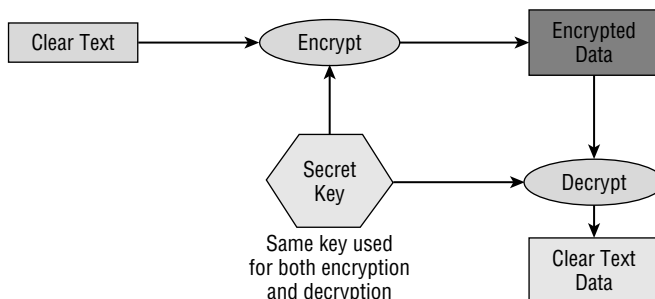 Clear Text
Encrypt
Encrypted
Data
Secret
Key
Decrypt
Same key used
for both encryption
and decryption
Clear Text
Data